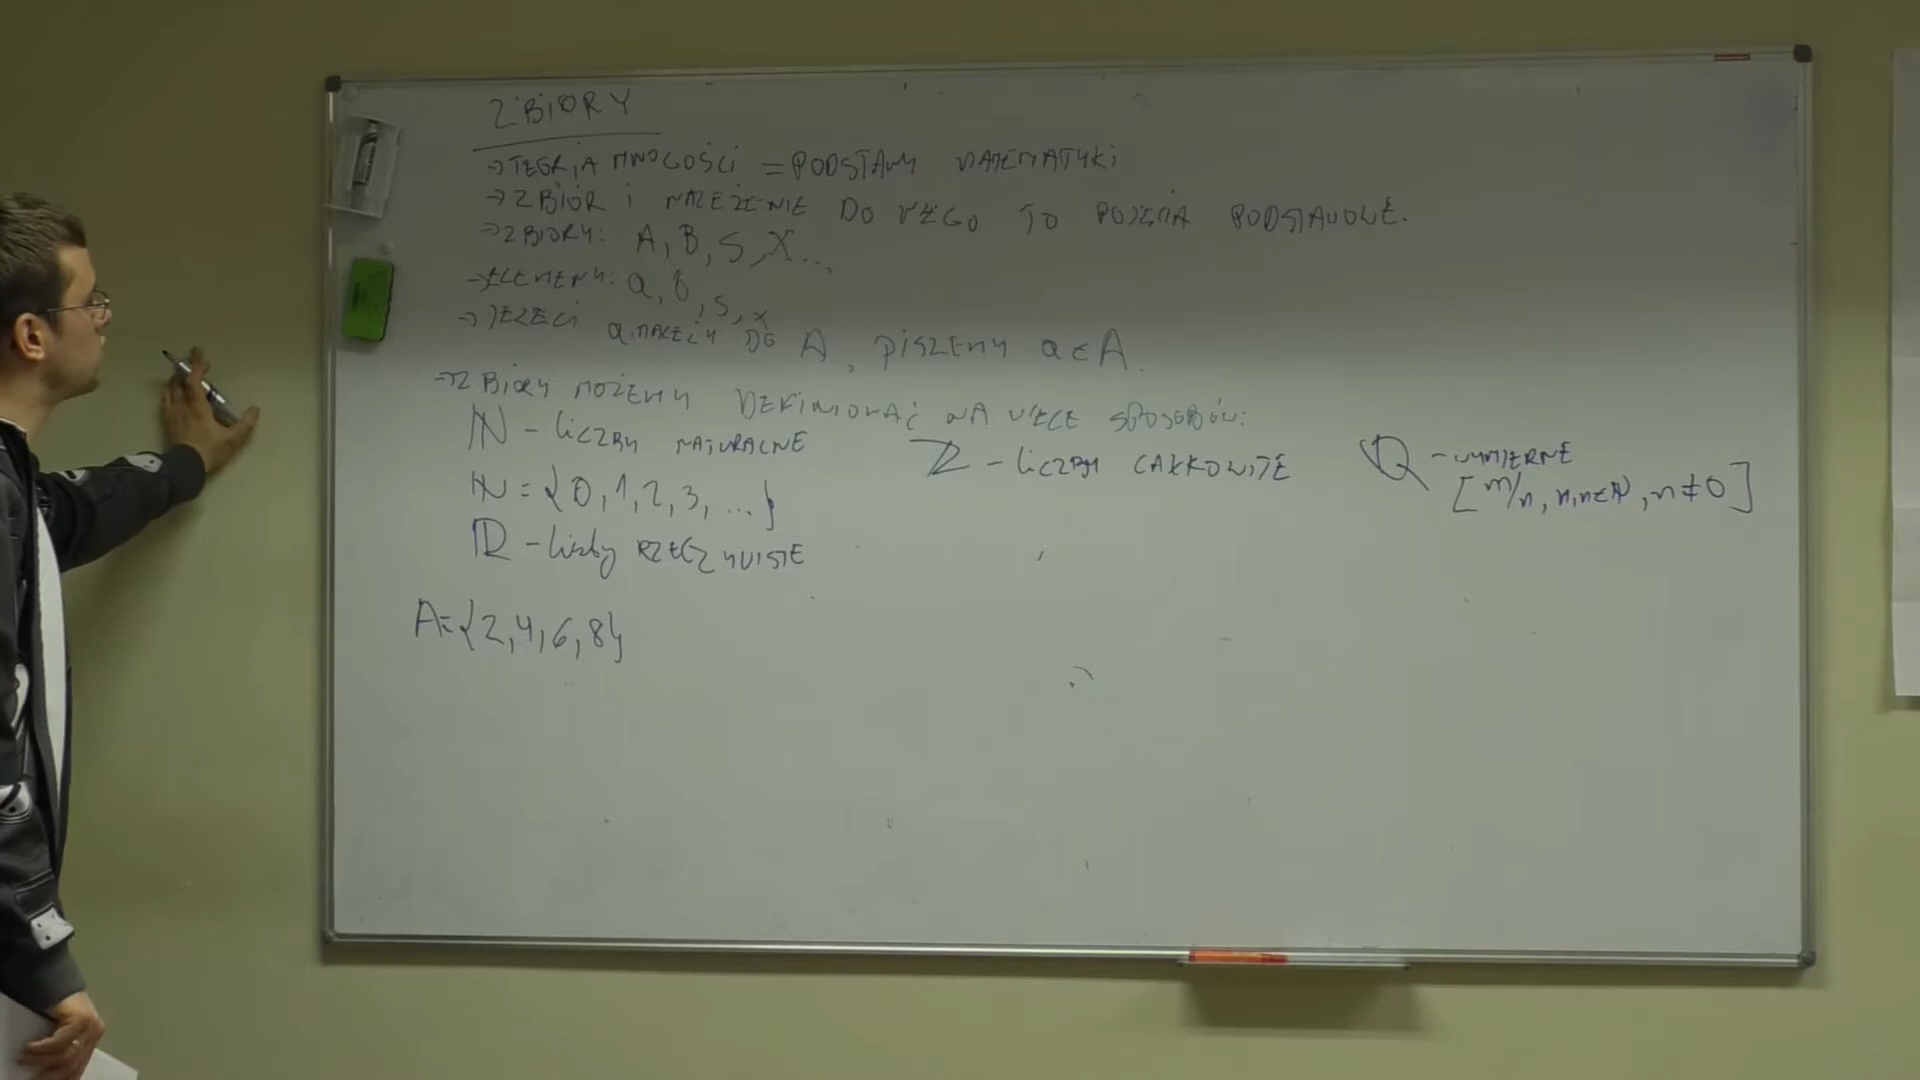 ZBIORY
→ TEORIA MNOGOŚCI = PODSTAWY MATEMATYKI
→ ZBIÓR I NALEŻENIE DO NIEGO TO POJĘCIA PODSTAWOWE.
→ ZBIORY: A, B, S, X...
→ ELEMENTY: a, b, s, x
→ JEŻELI a NALEŻY DO A, PISZEMY a ∈ A.
→ ZBIORY MOŻEMY DEFINIOWAĆ NA WIELE SPOSOBÓW:
ℕ - LICZBY NATURALNE
ℤ - LICZBY CAŁKOWITE
ℚ - WYMIERNE
[m/n, n, n ∈ ℕ, n ≠ 0]
ℕ = {0, 1, 2, 3, ...}
ℝ - liczby RZECZYWISTE
A = {2, 4, 6, 8}